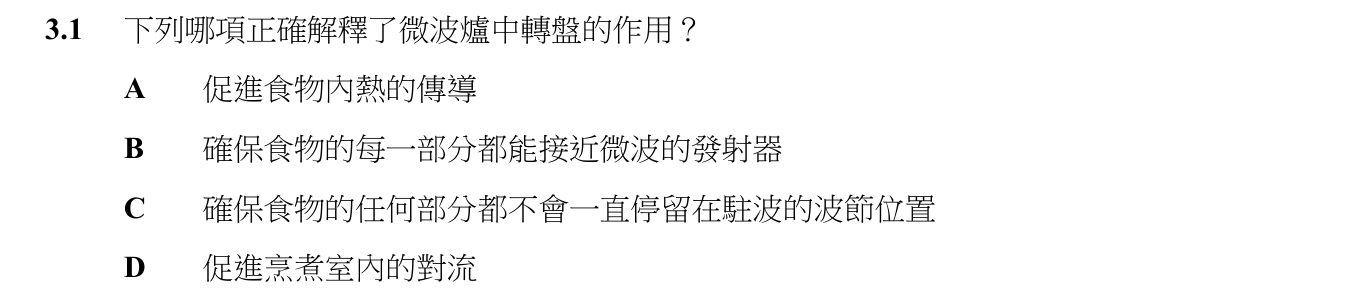 3.1 下列哪項正確解釋了微波爐中轉盤的作用？
A 促進食物內熱的傳導
B 確保食物的每一部分都能接近微波的發射器
C 確保食物的任何部分都不會一直停留在駐波的波節位置
D 促進烹煮室內的對流